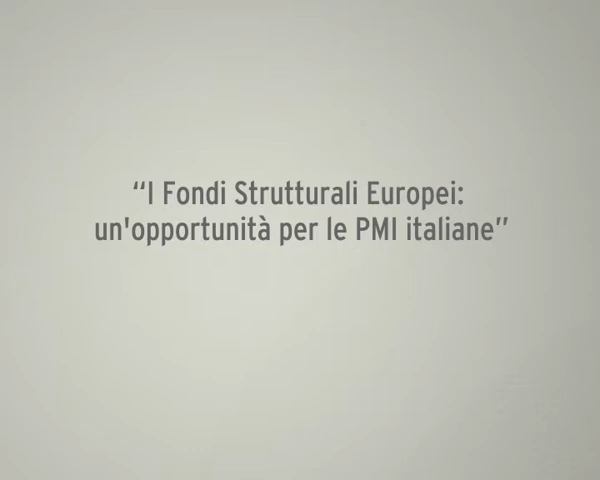 “I Fondi Strutturali Europei:
un'opportunità per le PMI italiane”